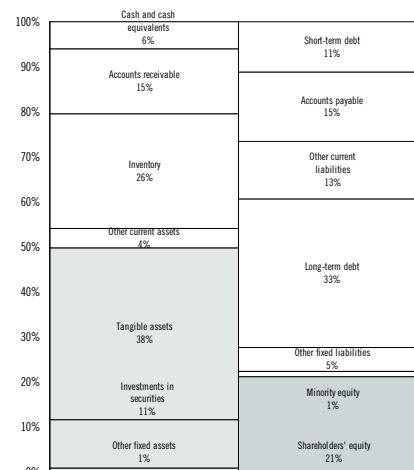 Cash and cash
equivalents
6%
Accounts receivable
15%
Inventory
26%
Other current assets
4%
Tangible assets
38%
Investments in
securities
11%
Other fixed assets
1%
Short-term debt
11%
Accounts payable
15%
Other current
liabilities
13%
Long-term debt
33%
Other fixed liabilities
5%
Minority equity
1%
Shareholders' equity
21%
100%
90%
80%
70%
60%
50%
40%
30%
20%
10%
0%